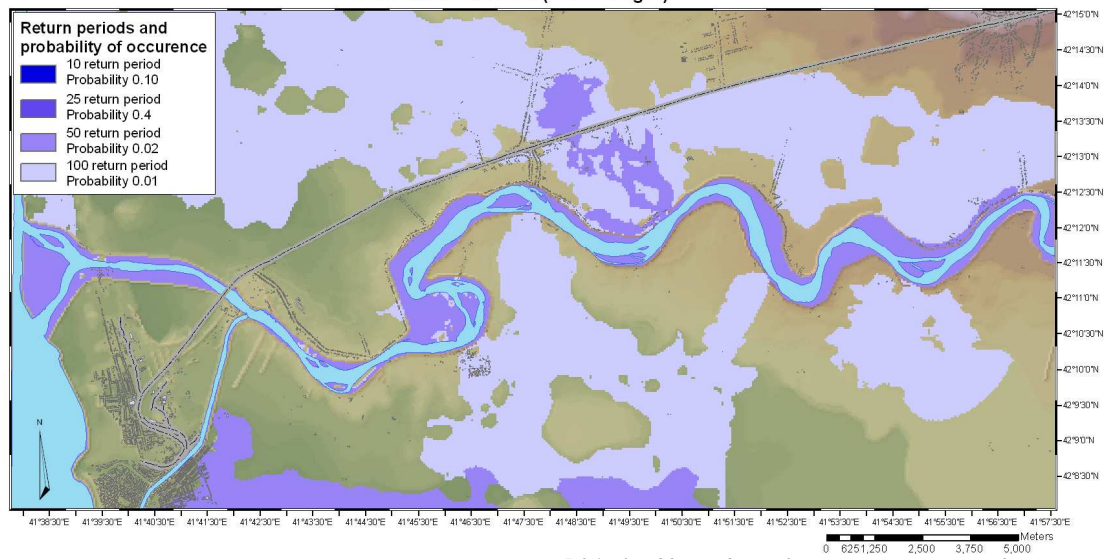 Return periods and
probability of occurence
10 return period
Probability 0.10
25 return period
Probability 0.4
50 return period
Probability 0.02
100 return period
Probability 0.01
42°15'0"N
42°14'30"N
42°14'0"N
42°13'30"N
42°13'0"N
42°12'30"N
42°12'0"N
42°11'30"N
42°11'0"N
42°10'30"N
42°10'0"N
42°9'30"N
42°9'0"N
42°8'30"N
N
41°38'30"E
41°39'30"E
41°40'30"E
41°41'30"E
41°42'30"E
41°43'30"E
41°44'30"E
41°45'30"E
41°46'30"E
41°47'30"E
41°48'30"E
41°49'30"E
41°50'30"E
41°51'30"E
41°52'30"E
41°53'30"E
41°54'30"E
41°55'30"E
41°56'30"E
41°57'30"E
Meters
0 625 1,250 2,500 3,750 5,000